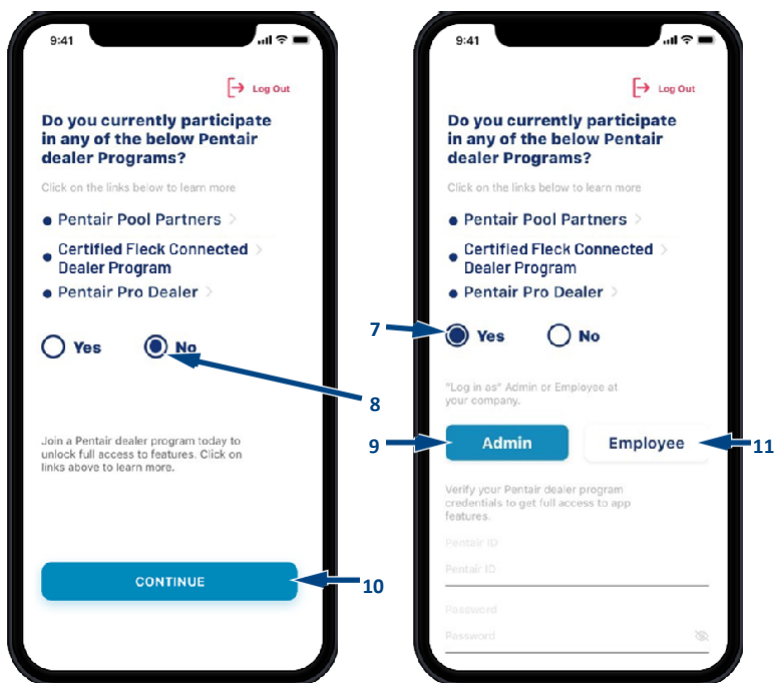 9:41
Log Out
Do you currently participate
in any of the below Pentair
dealer Programs?
Click on the links below to learn more
Pentair Pool Partners
Certified Fleck Connected
Dealer Program
Pentair Pro Dealer
Yes No
8
Join a Pentair dealer program today to
unlock full access to features. Click on
links above to learn more.
CONTINUE
10
9:41
Log Out
Do you currently participate
in any of the below Pentair
dealer Programs?
Click on the links below to learn more
Pentair Pool Partners
Certified Fleck Connected
Dealer Program
Pentair Pro Dealer
7
Yes No
"Log in as" Admin or Employee at
your company.
9
Admin Employee
11
Verify your Pentair dealer program
credentials to get full access to app
features.
Pentair ID
Pentair ID
Password
Password